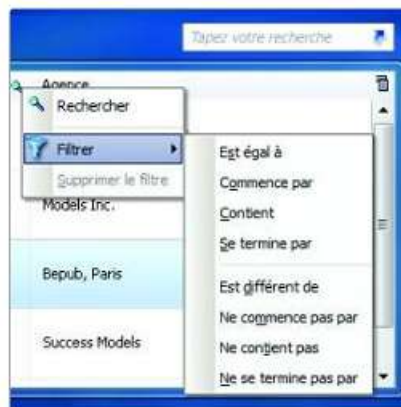 Tapez votre recherche
Agence
Rechercher
Filtrer
Supprimer le filtre
Models Inc.
Bepub, Paris
Success Models
Est égal à
Commence par
Contient
Se termine par
Est différent de
Ne commence pas par
Ne contient pas
Ne se termine pas par